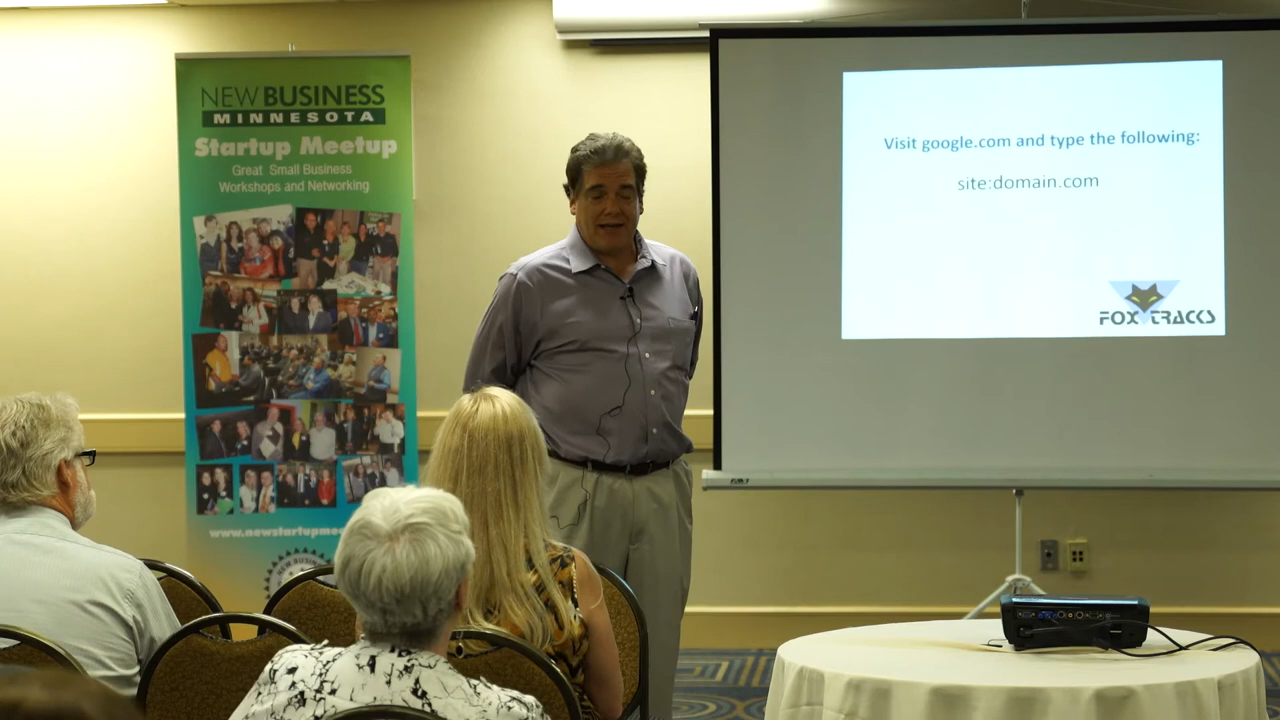 NEW BUSINESS
MINNESOTA
Startup Meetup
Great Small Business
Workshops and Networking
Visit google.com and type the following:
site:domain.com
FOX TRACKS